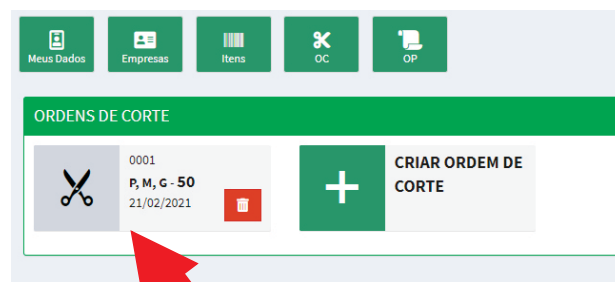 Meus Dados
Empresas
Itens
OC
OP
ORDENS DE CORTE
0001
P, M, G - 50
21/02/2021
CRIAR ORDEM DE
CORTE